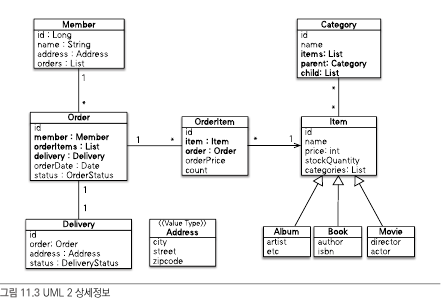 Member
id : Long
name : String
address : Address
orders : List
Category
id
name
items: List
parent: Category
child: List
1
*
*
*
Order
id
member : Member
orderItems : List
delivery : Delivery
orderDate : Date
status : OrderStatus
1
*
OrderItem
id
item : Item
order : Order
orderPrice
count
*
1
Item
id
name
price: int
stockQuantity
categories: List
1
1
Delivery
id
order: Order
address : Address
status : DeliveryStatus
((Value Type))
Address
city
street
zipcode
Album
artist
etc
Book
author
isbn
Movie
director
actor
그림 11.3 UML 2 상세정보